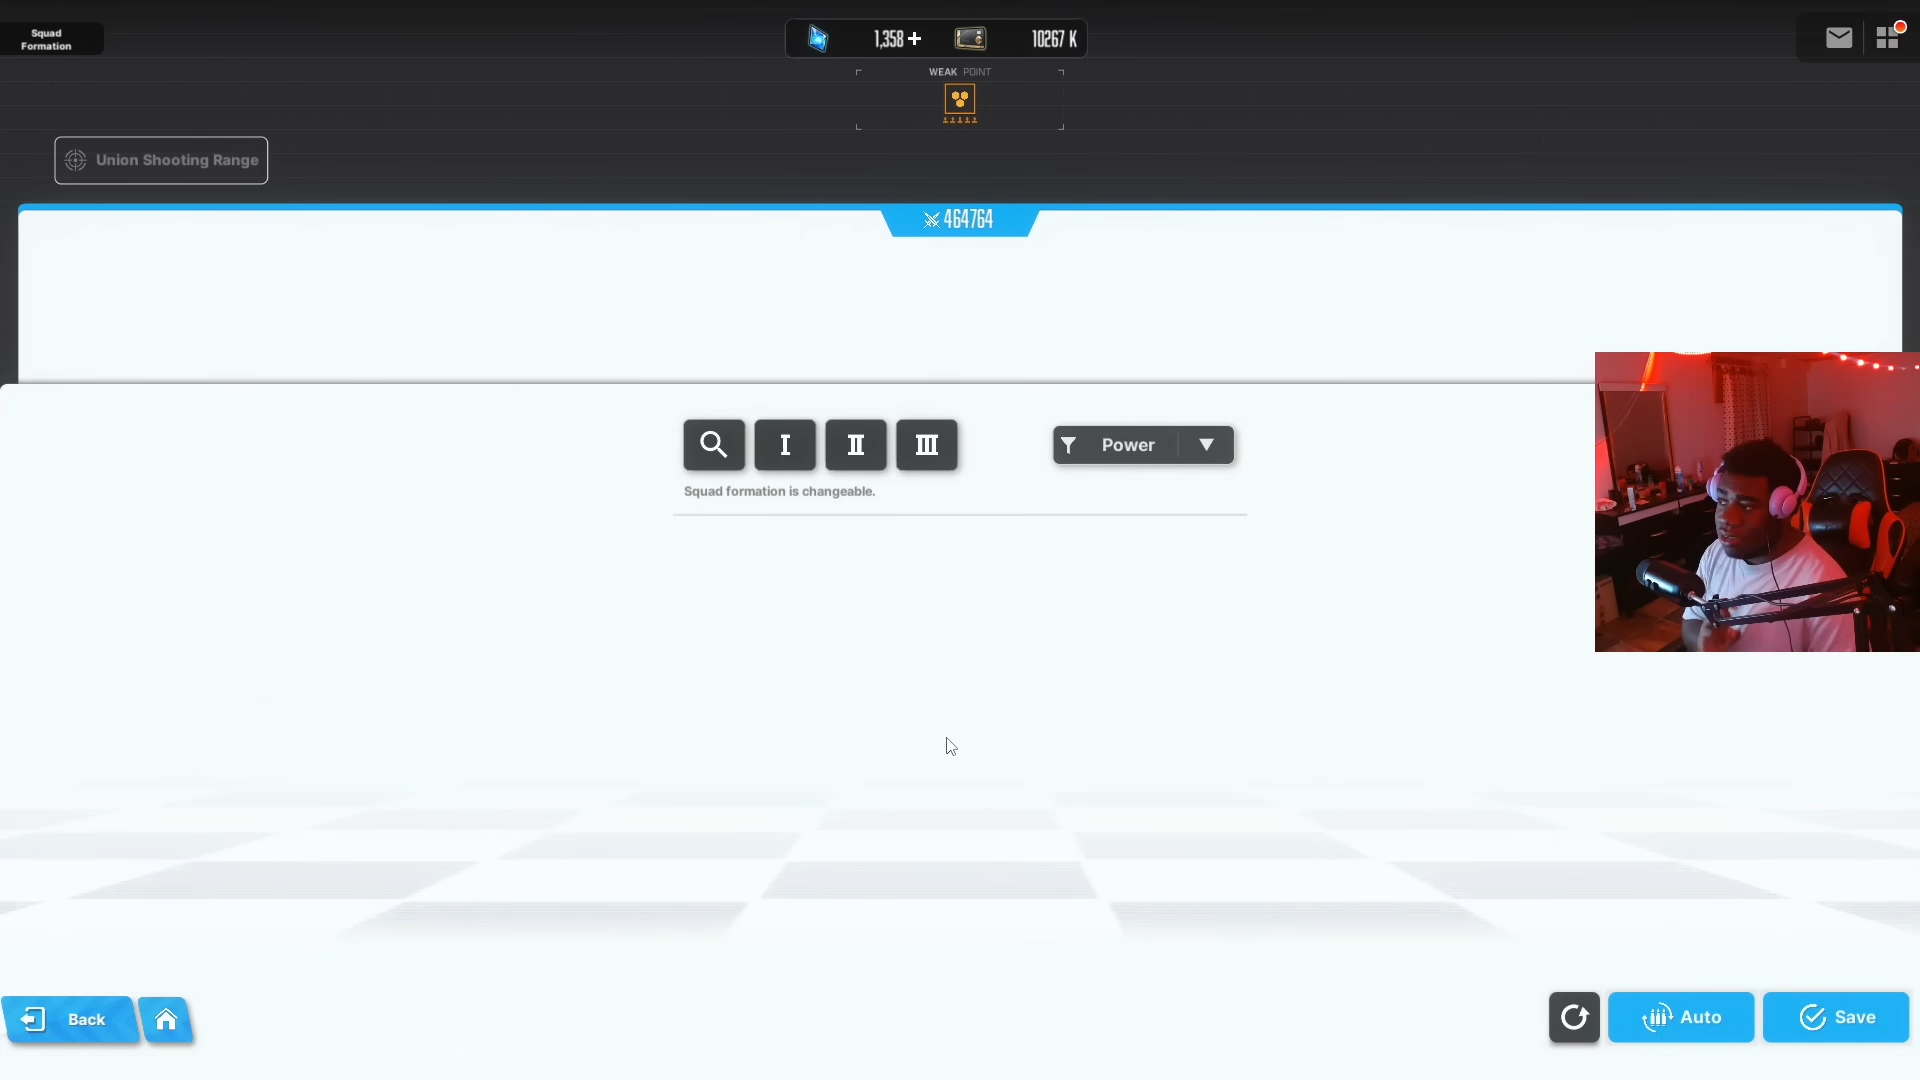 Squad
Formation
1,358
10267 K
WEAK POINT
Union Shooting Range
464764
I
II
III
Power
Squad formation is changeable.
Back
Auto
Save